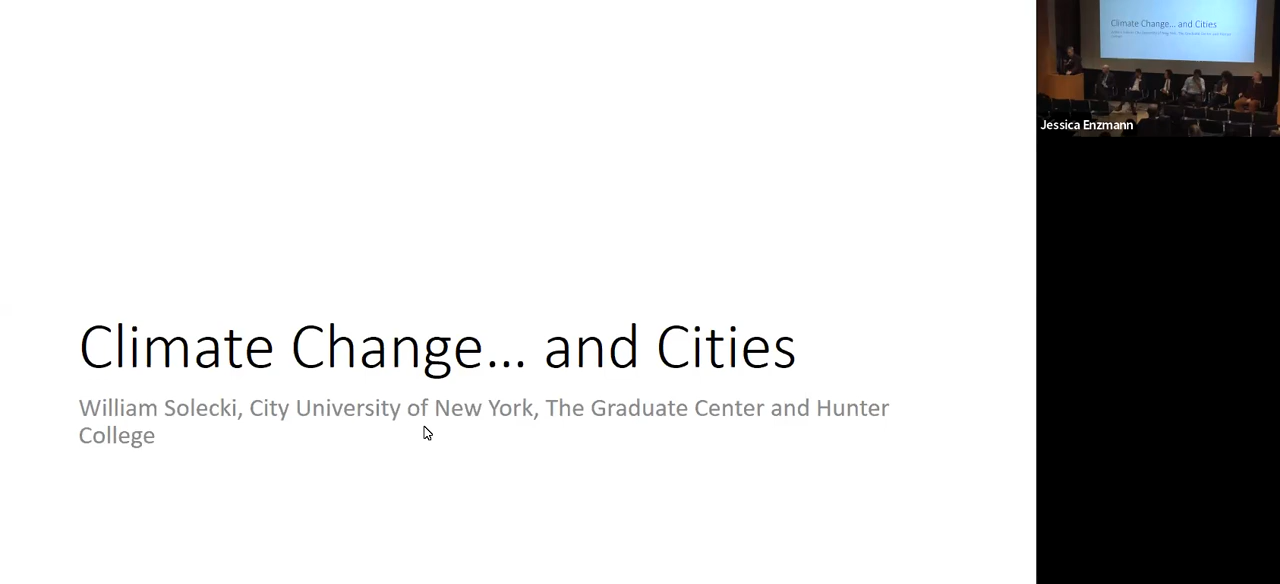 Climate Change... and Cities
William Solecki, City University of New York, The Graduate Center and Hunter
College
Climate Change... and Cities
Jessica Enzmann